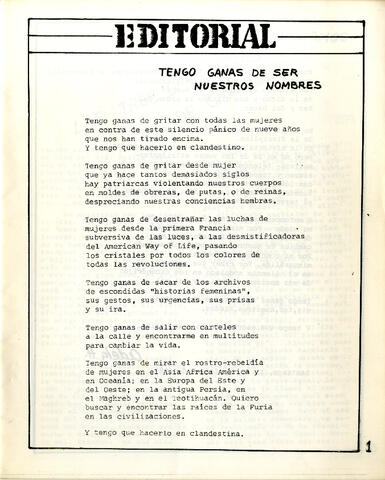 EDITORIAL
TENGO GANAS DE SER
NUESTROS NOMBRES
Tengo ganas de gritar con todas las mujeres
en contra de este silencio pánico de nueve años
que nos han tirado encima.
Y tengo que hacerlo en clandestino.
Tengo ganas de gritar desde mujer
que ya hace tantos demasiados siglos
hay patriarcas violentando nuestros cuerpos
en moldes de obreras, de putas, o de reinas,
despreciando nuestras conciencias hembras.
Tengo ganas de desentrañar las luchas de
mujeres desde la primera Francia
subversiva de las luces, a las desmistificadoras
del American Way of Life, pasando
los cristales por todos los colores de
todas las revoluciones.
Tengo ganas de sacar de los archivos
de escondidas "historias femeninas",
sus gestos, sus urgencias, sus prisas
y su ira.
Tengo ganas de salir con carteles
a la calle y encontrarme en multitudes
para cambiar la vida.
Tengo ganas de mirar el rostro-rebeldía
de mujeres en el Asia Africa América y
en Oceanía; en la Europa del Este y
del Oeste; en la antigua Persia, en
el Maghreb y en el Teotihuacán. Quiero
buscar y encontrar las raíces de la Furia
en las civilizaciones.
Y tengo que hacerlo en clandestina.
1